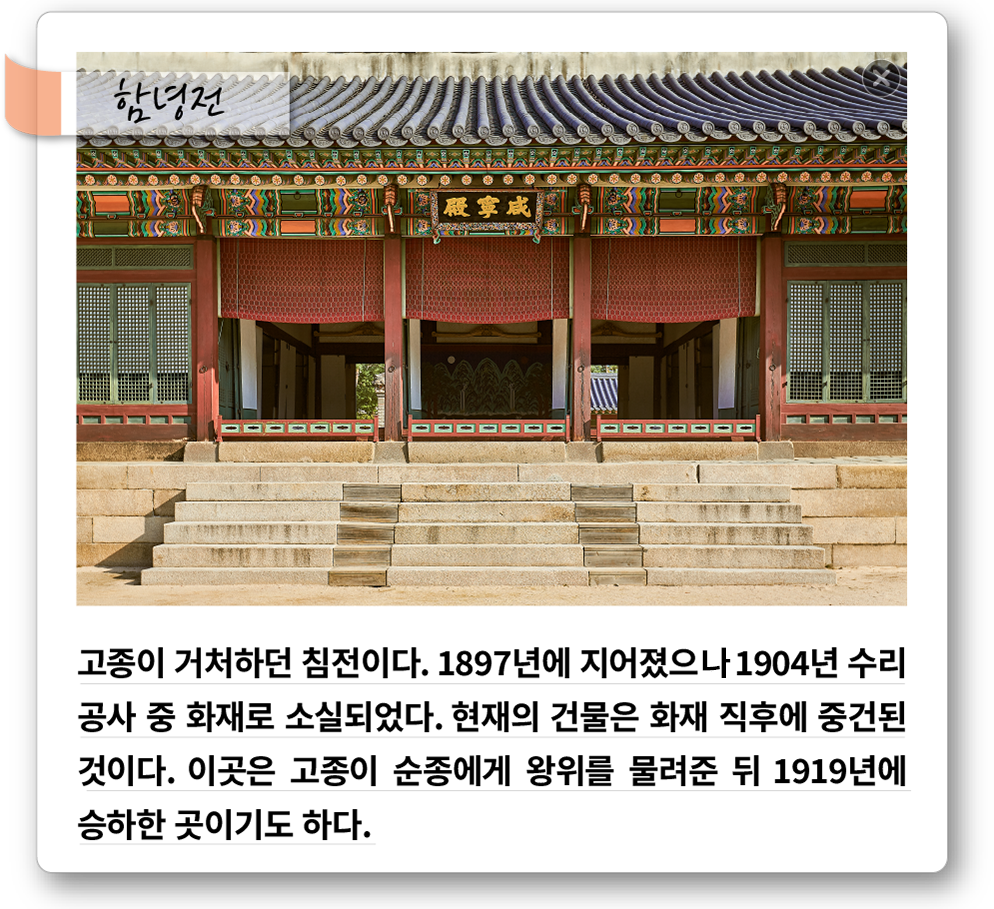 함녕전
殿寧咸
고종이 거처하던 침전이다. 1897년에 지어졌으나 1904년 수리
공사 중 화재로 소실되었다. 현재의 건물은 화재 직후에 중건된
것이다. 이곳은 고종이 순종에게 왕위를 물려준 뒤 1919년에
승하한 곳이기도 하다.